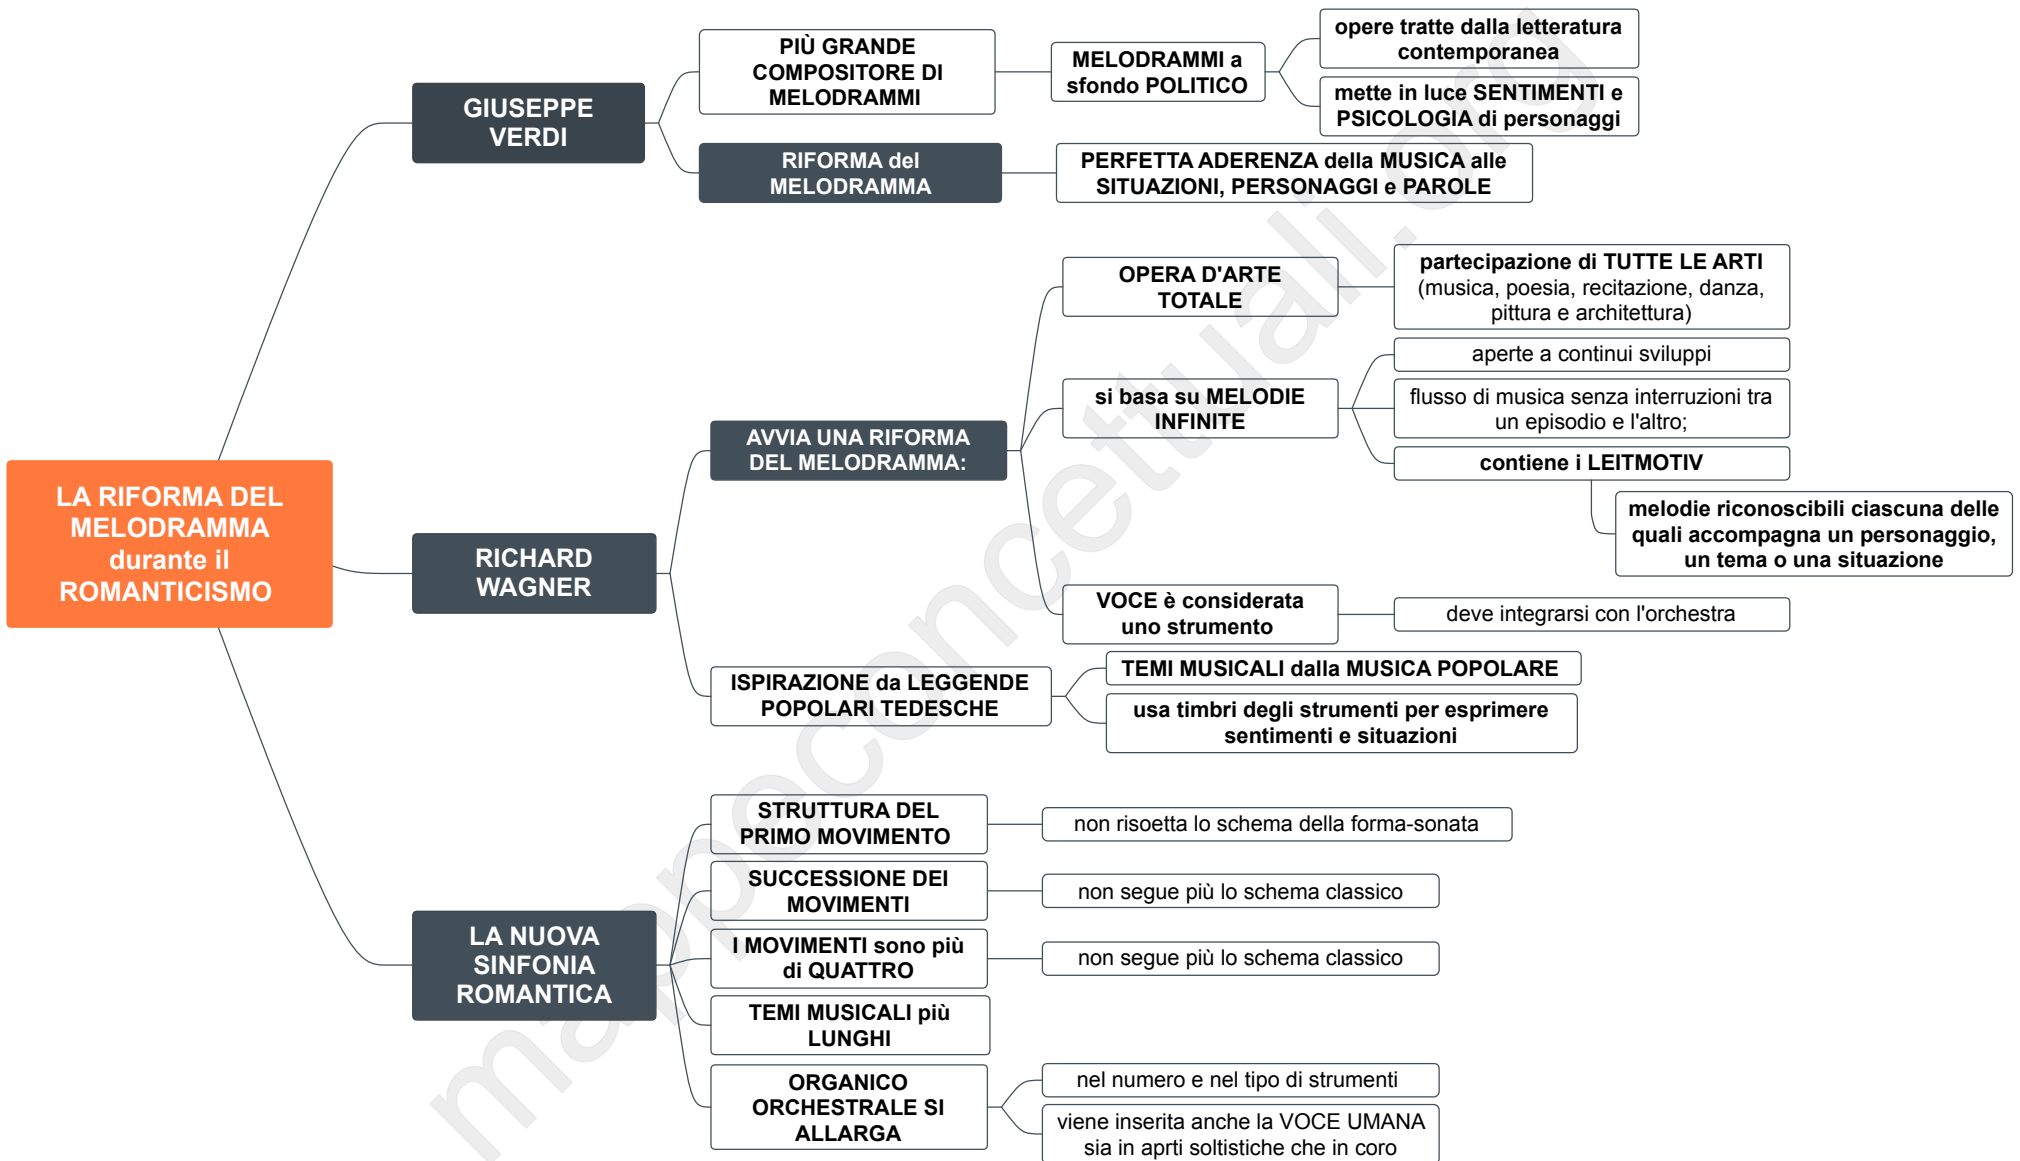 LA RIFORMA DEL
MELODRAMMA
durante il
ROMANTICISMO
GIUSEPPE
VERDI
PIÙ GRANDE
COMPOSITORE DI
MELODRAMMI
MELODRAMMI a
sfondo POLITICO
opere tratte dalla letteratura
contemporanea
mette in luce SENTIMENTI e
PSICOLOGIA di personaggi
RIFORMA del
MELODRAMMA
PERFETTA ADERENZA della MUSICA alle
SITUAZIONI, PERSONAGGI e PAROLE
RICHARD
WAGNER
AVVIA UNA RIFORMA
DEL MELODRAMMA:
OPERA D'ARTE
TOTALE
partecipazione di TUTTE LE ARTI
(musica, poesia, recitazione, danza,
pittura e architettura)
si basa su MELODIE
INFINITE
aperte a continui sviluppi
flusso di musica senza interruzioni tra
un episodio e l'altro;
contiene i LEITMOTIV
melodie riconoscibili ciascuna delle
quali accompagna un personaggio,
un tema o una situazione
VOCE è considerata
uno strumento
deve integrarsi con l'orchestra
ISPIRAZIONE da LEGGENDE
POPOLARI TEDESCHE
TEMI MUSICALI dalla MUSICA POPOLARE
usa timbri degli strumenti per esprimere
sentimenti e situazioni
LA NUOVA
SINFONIA
ROMANTICA
STRUTTURA DEL
PRIMO MOVIMENTO
non risoetta lo schema della forma-sonata
SUCCESSIONE DEI
MOVIMENTI
non segue più lo schema classico
I MOVIMENTI sono più
di QUATTRO
non segue più lo schema classico
TEMI MUSICALI più
LUNGHI
ORGANICO
ORCHESTRALE SI
ALLARGA
nel numero e nel tipo di strumenti
viene inserita anche la VOCE UMANA
sia in aprti soltistiche che in coro
mappeconcettuali.org